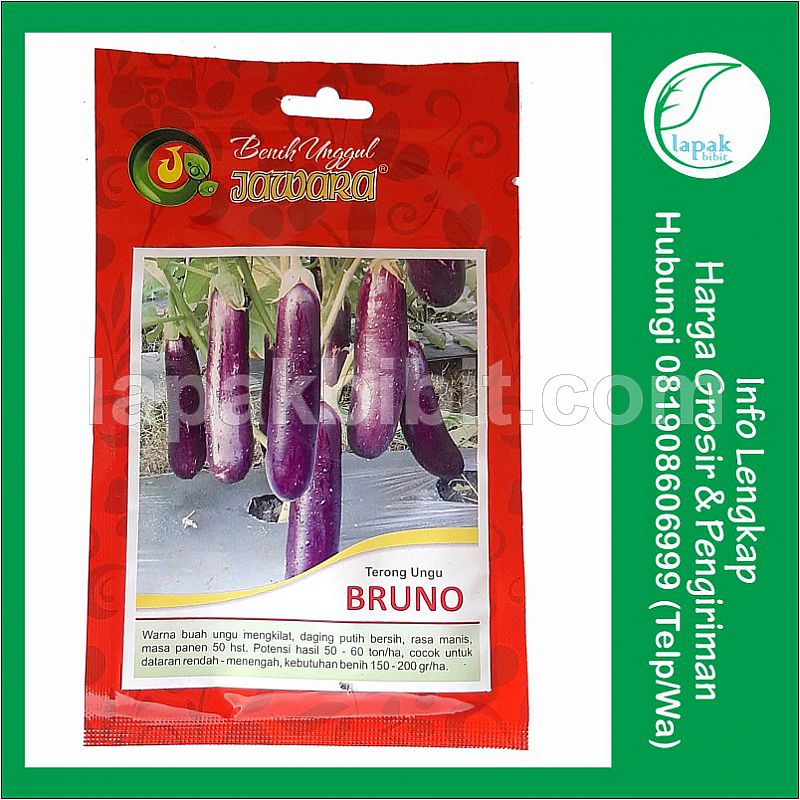 Benih Unggul
JAWARA®
lapakbibit.com
Terong Ungu
BRUNO
Warna buah ungu mengkilat, daging putih bersih, rasa manis,
masa panen 50 hst. Potensi hasil 50 - 60 ton/ha, cocok untuk
dataran rendah - menengah, kebutuhan benih 150 - 200 gr/ha.
lapak
bibit
Info Lengkap
Harga Grosir & Pengiriman
Hubungi 081908606999 (Telp/Wa)